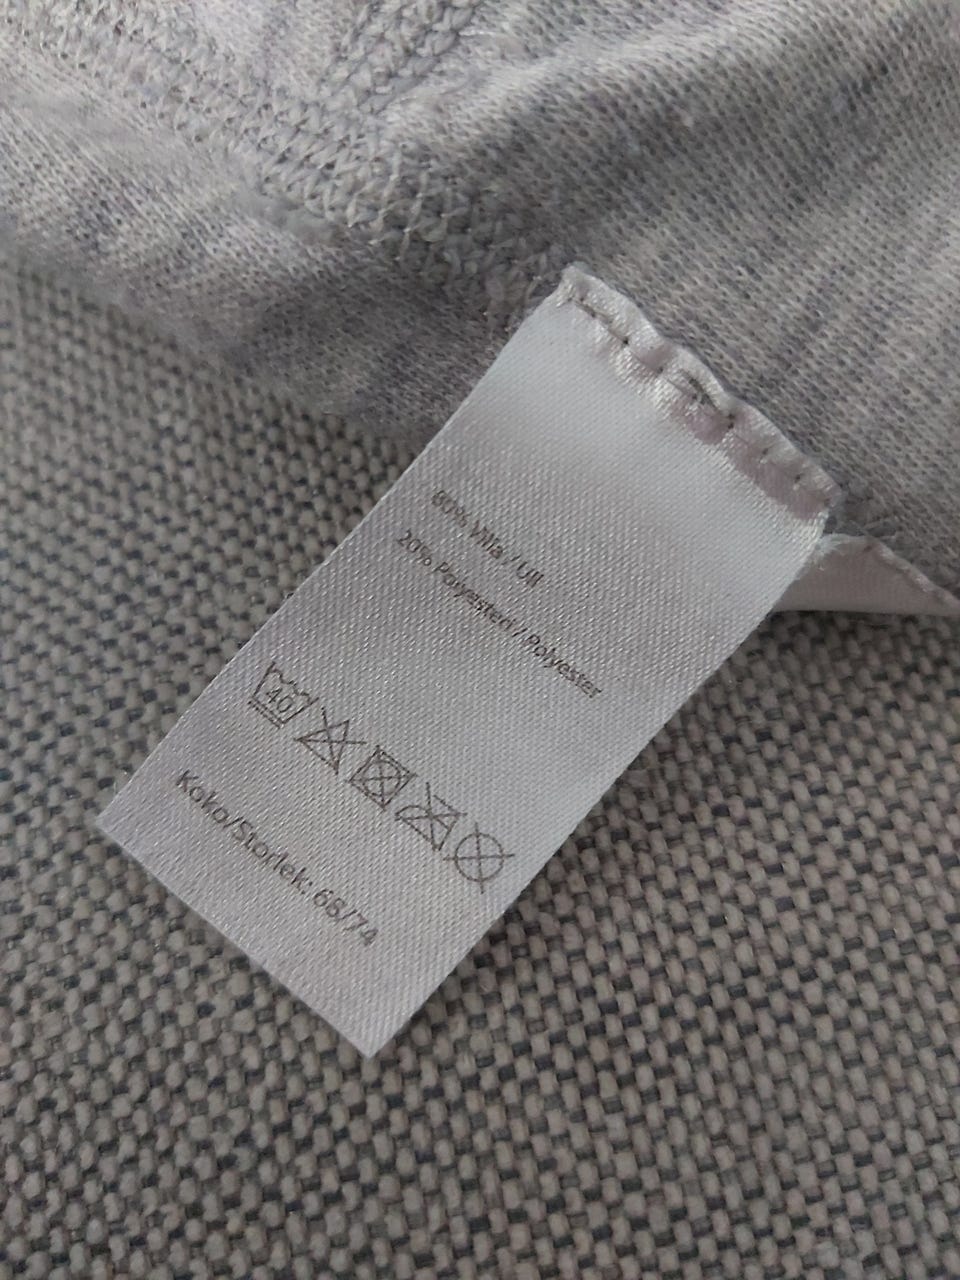 80% Villa / Ull
20% Polyesteri / Polyester
40
Koko/Storlek: 68/74